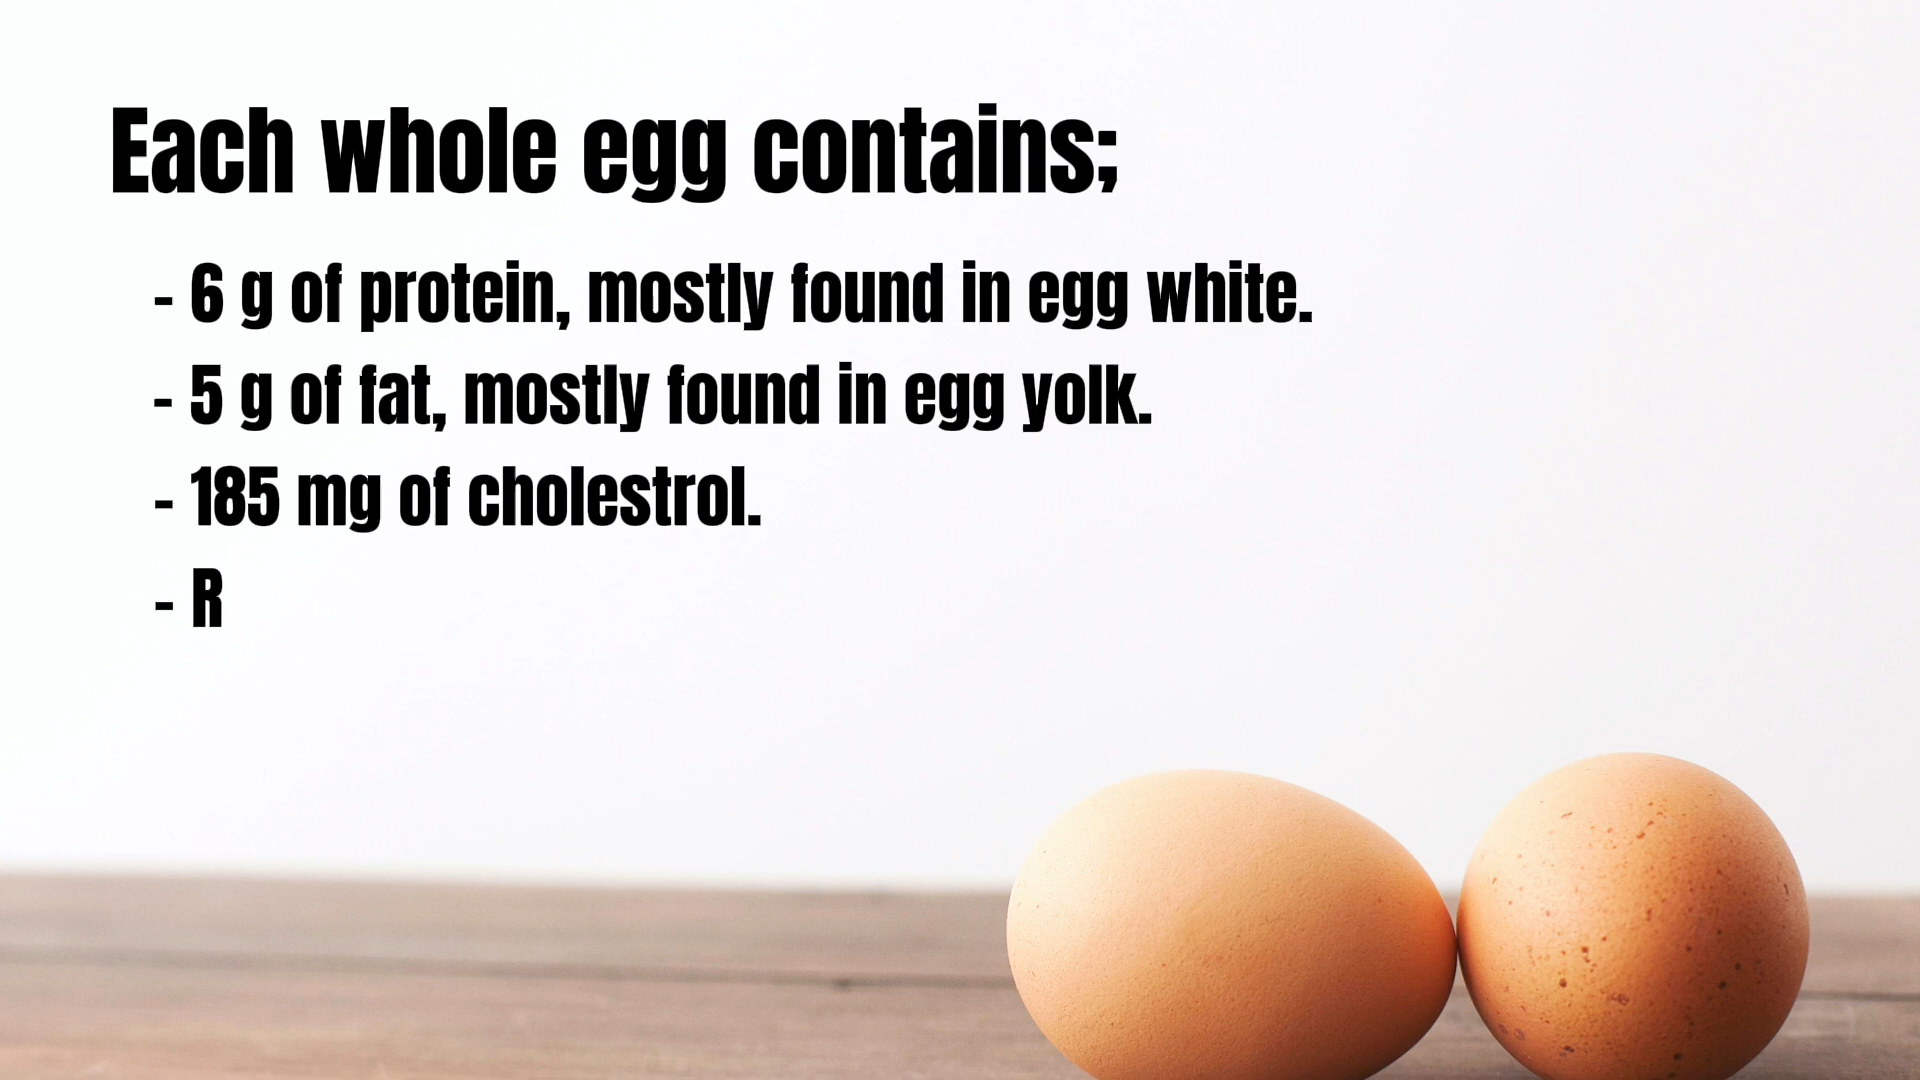 Each whole egg contains;
- 6 g of protein, mostly found in egg white.
- 5 g of fat, mostly found in egg yolk.
- 185 mg of cholestrol.
- R